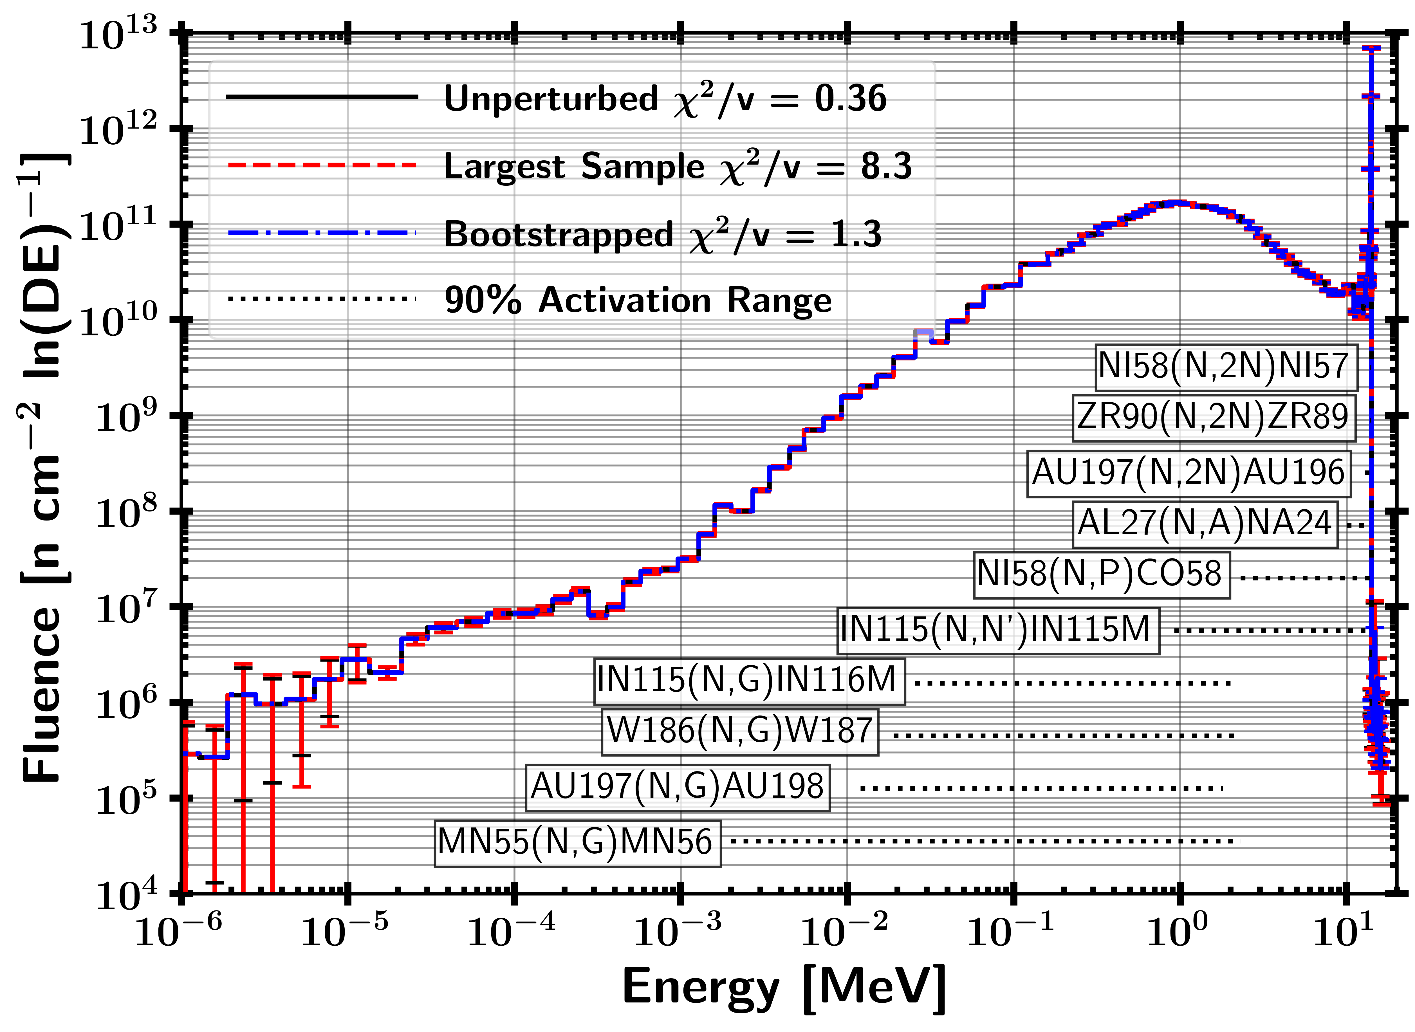 10^13
10^12
10^11
10^10
10^9
10^8
10^7
10^6
10^5
10^4
Fluence [n cm^−2 ln(DE)^−1]
Unperturbed χ^2/v = 0.36
Largest Sample χ^2/v = 8.3
Bootstrapped χ^2/v = 1.3
90% Activation Range
NI58(N,2N)NI57
ZR90(N,2N)ZR89
AU197(N,2N)AU196
AL27(N,A)NA24
NI58(N,P)CO58
IN115(N,N')IN115M
IN115(N,G)IN116M
W186(N,G)W187
AU197(N,G)AU198
MN55(N,G)MN56
10^−6 10^−5 10^−4 10^−3 10^−2 10^−1 10^0 10^1
Energy [MeV]